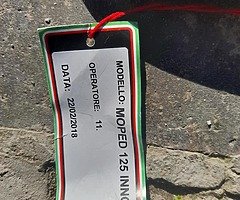 MODELLO: MOPED 125 INNO
OPERATORE: 11.
DATA: 22/02/2018